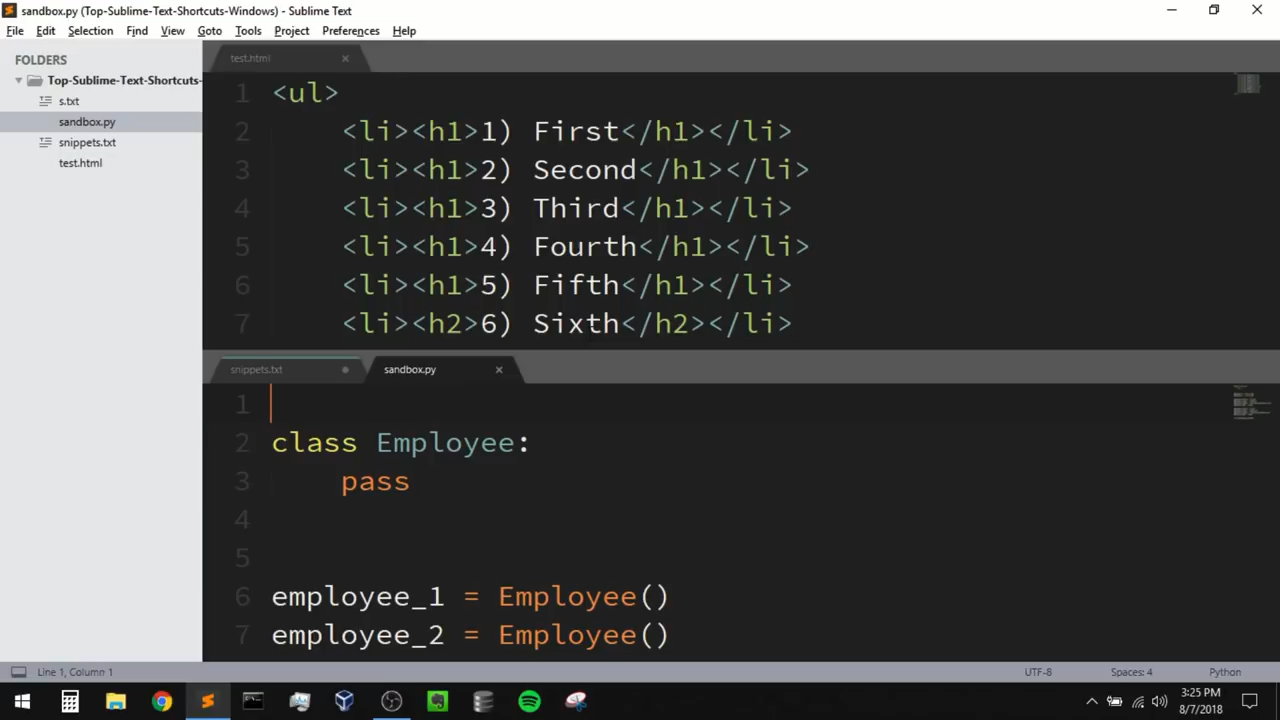 sandbox.py (Top-Sublime-Text-Shortcuts-Windows) - Sublime Text
File Edit Selection Find View Goto Tools Project Preferences Help
FOLDERS
Top-Sublime-Text-Shortcuts-
s.txt
sandbox.py
snippets.txt
test.html
test.html
1 <ul>
2 <li><h1>1) First</h1></li>
3 <li><h1>2) Second</h1></li>
4 <li><h1>3) Third</h1></li>
5 <li><h1>4) Fourth</h1></li>
6 <li><h1>5) Fifth</h1></li>
7 <li><h2>6) Sixth</h2></li>
snippets.txt sandbox.py
1
2 class Employee:
3 pass
4
5
6 employee_1 = Employee()
7 employee_2 = Employee()
Line 1, Column 1 UTF-8 Spaces: 4 Python
3:25 PM
8/7/2018